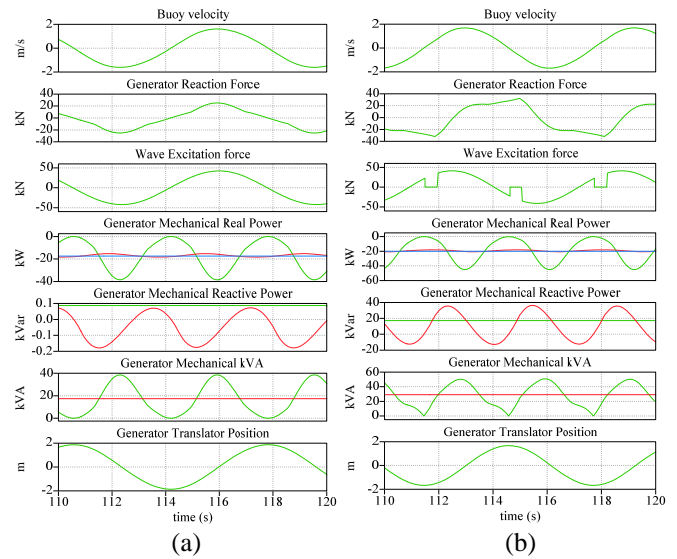 Buoy velocity
m/s
2
0
-2
Generator Reaction Force
kN
40
20
0
-20
-40
Wave Excitation force
kN
50
0
-50
Generator Mechanical Real Power
kW
0
-20
-40
Generator Mechanical Reactive Power
kVar
0.1
0.0
-0.1
-0.2
Generator Mechanical kVA
kVA
40
20
0
Generator Translator Position
m
2
0
-2
110 112 114 116 118 120
time (s)
(a)
Buoy velocity
2
0
-2
Generator Reaction Force
kN
40
20
0
-20
-40
Wave Excitation force
kN
50
0
-50
Generator Mechanical Real Power
kW
0
-20
-40
-60
Generator Mechanical Reactive Power
kVar
40
20
0
-20
Generator Mechanical kVA
kVA
60
40
20
0
Generator Translator Position
m
2
0
-2
110 112 114 116 118 120
time (s)
(b)